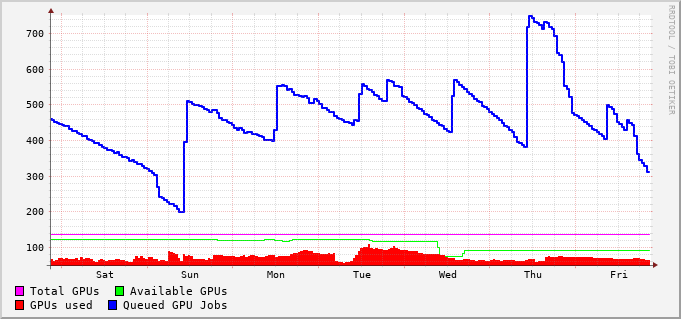 RRDTOOL / TOBI OETIKER
700
600
500
400
300
200
100
Sat Sun Mon Tue Wed Thu Fri
Total GPUs Available GPUs
GPUs used Queued GPU Jobs